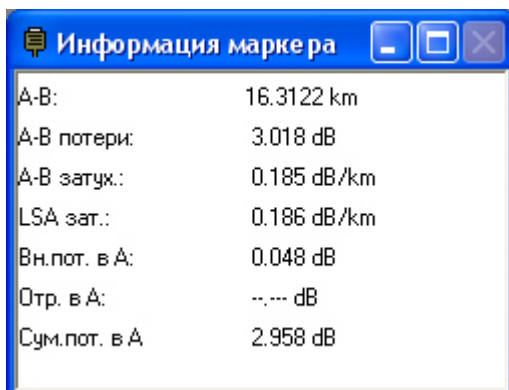 Информация маркера
A-B: 16.3122 km
A-B потери: 3.018 dB
A-B затух.: 0.185 dB/km
LSA зат.: 0.186 dB/km
Вн.пот. в А: 0.048 dB
Отр. в А: --.--- dB
Сум.пот. в А 2.958 dB